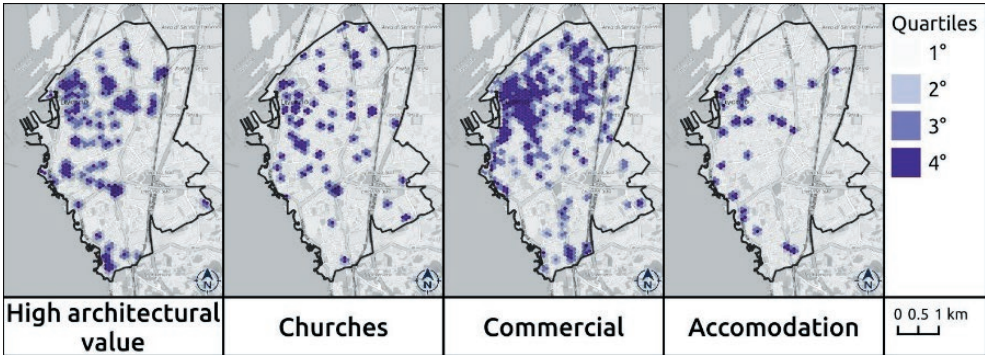 Quartiles
1°
2°
3°
4°
N
N
N
N
High architectural
value
Churches
Commercial
Accomodation
0 0.5 1 km